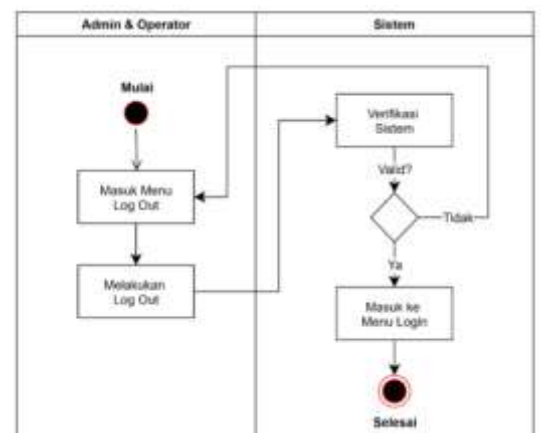 Admin & Operator
Sistem
Mulai
Masuk Menu
Log Out
Melakukan
Log Out
Verifikasi
Sistem
Valid?
Tidak
Ya
Masuk ke
Menu Login
Selesai